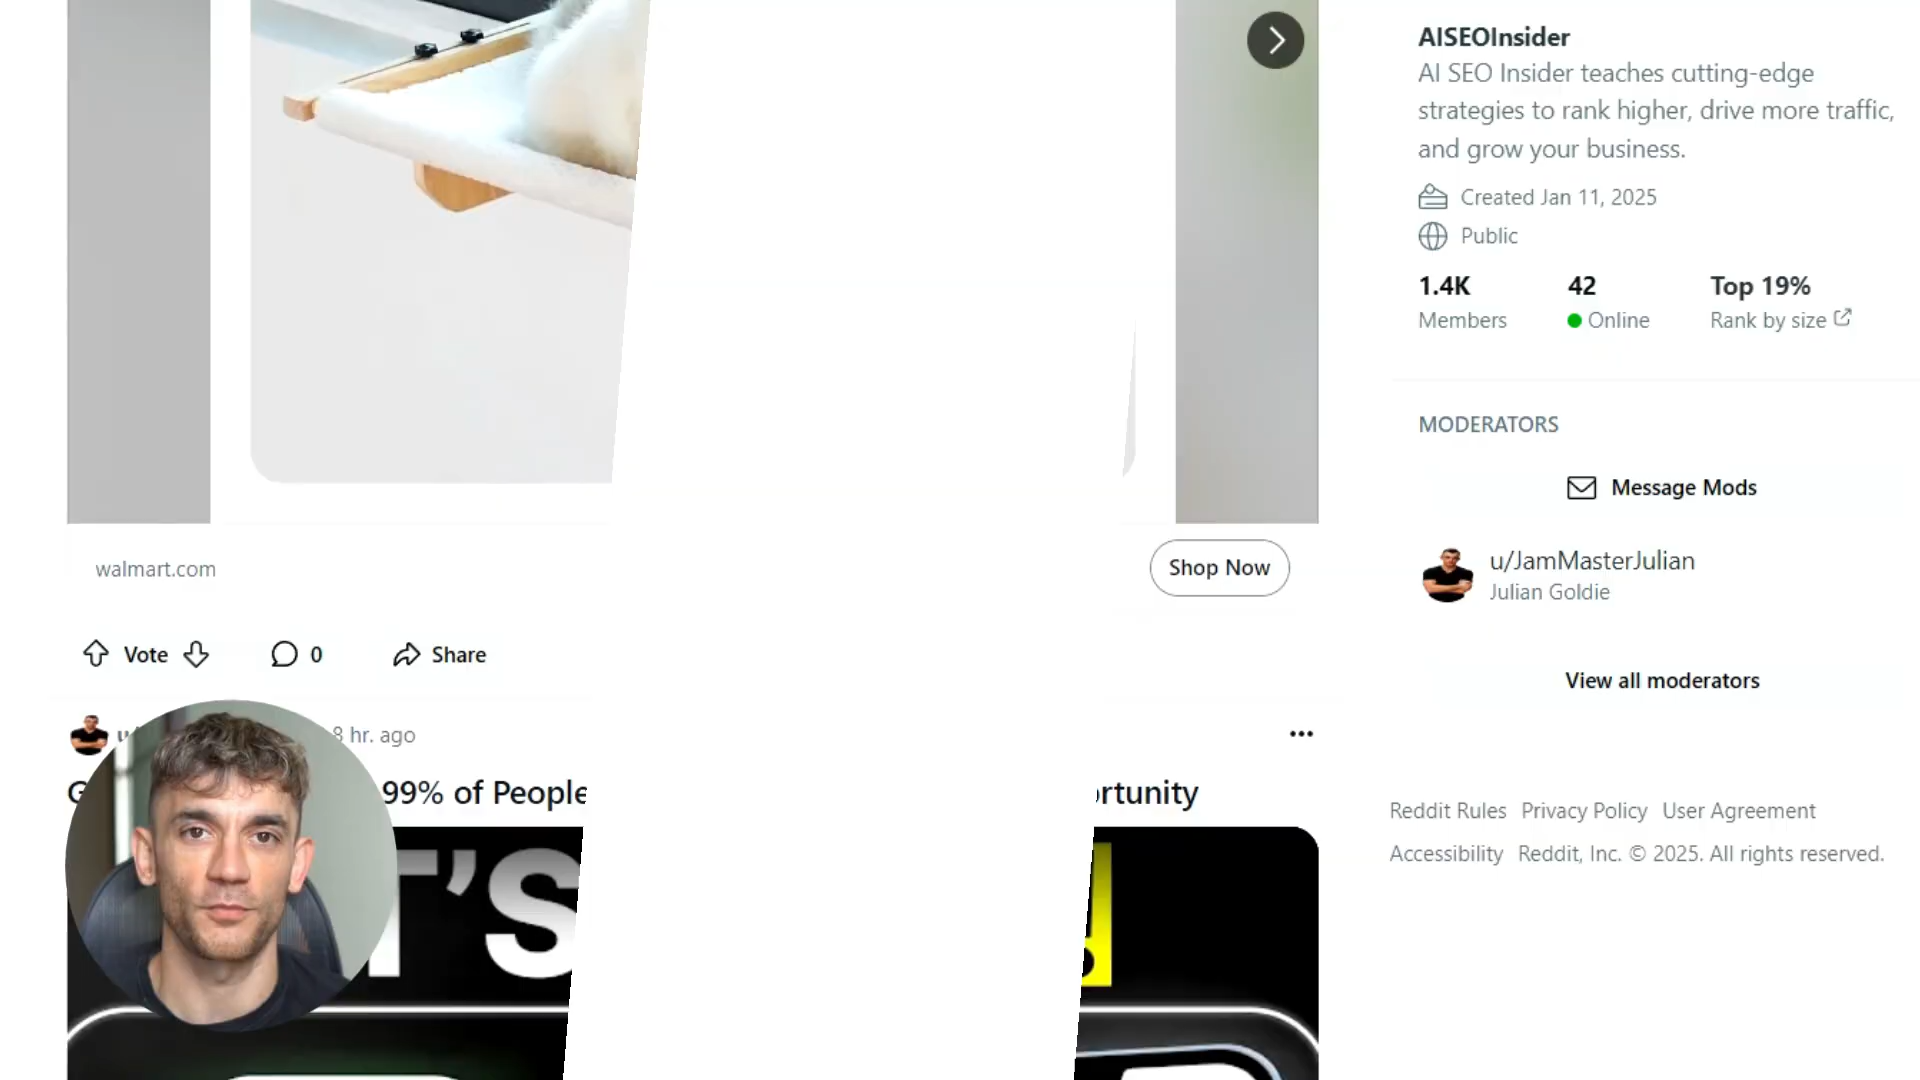 walmart.com
Shop Now
Vote
0
Share
8 hr. ago
99% of People
rtunity
T'S
AISEOInsider
AI SEO Insider teaches cutting-edge
strategies to rank higher, drive more traffic,
and grow your business.
Created Jan 11, 2025
Public
1.4K 42 Top 19%
Members Online Rank by size
MODERATORS
Message Mods
u/JamMasterJulian
Julian Goldie
View all moderators
Reddit Rules Privacy Policy User Agreement
Accessibility Reddit, Inc. © 2025. All rights reserved.